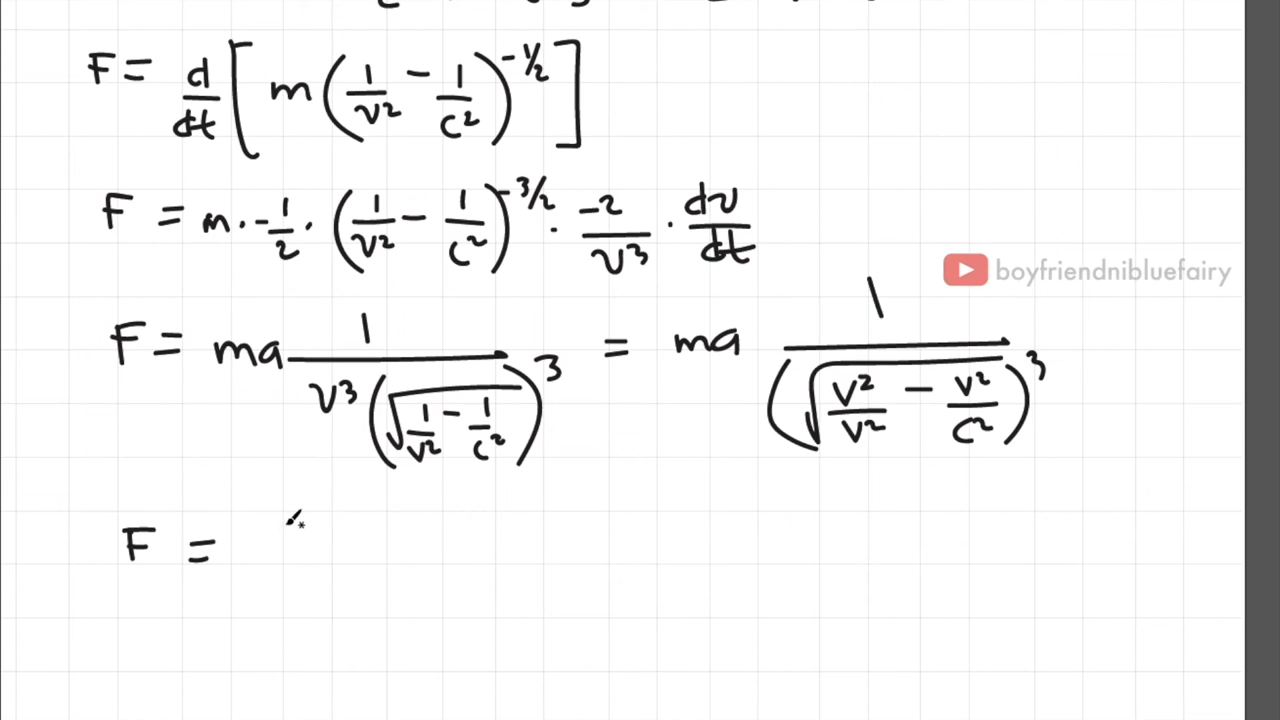 F = d/dt [ m (1/v² − 1/c²)^(−1/2) ]
F = m · −1/2 · (1/v² − 1/c²)^(−3/2) · −2/v³ · dv/dt
boyfriendnibluefairy
F = ma 1/(v³(√(1/v² − 1/c²))³) = ma 1/(√(v²/v² − v²/c²))³
F =